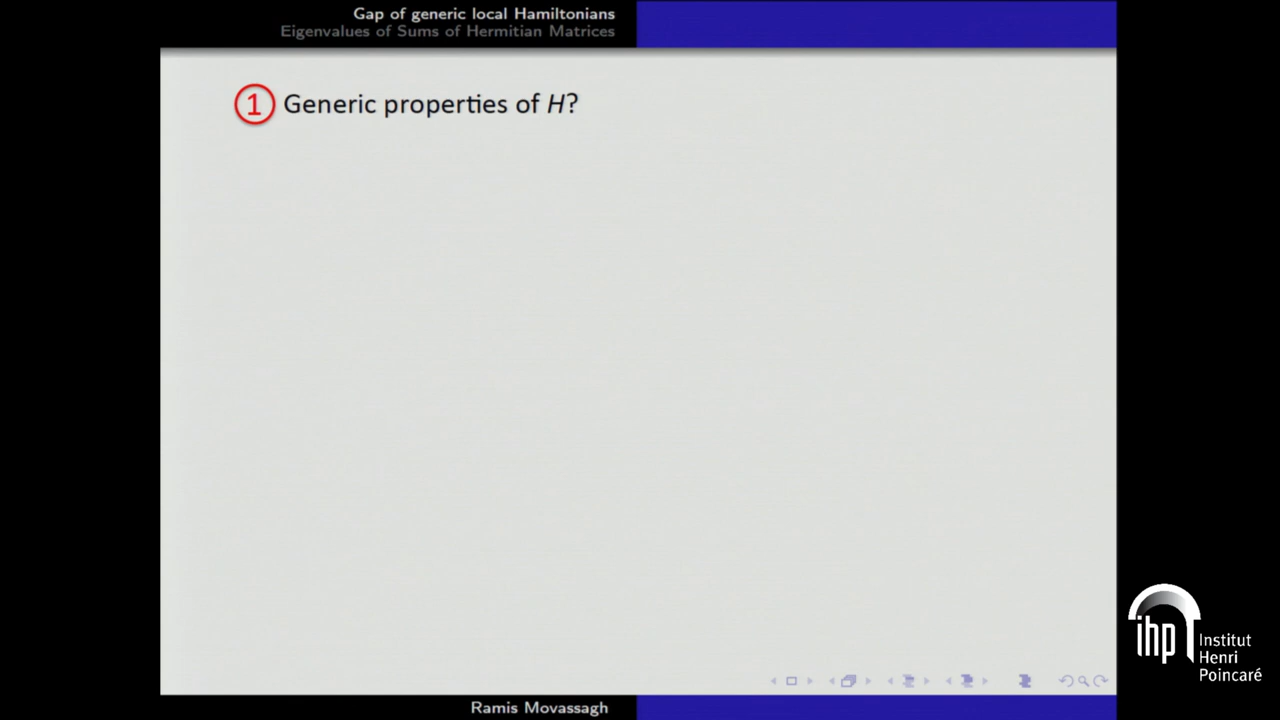 Gap of generic local Hamiltonians
Eigenvalues of Sums of Hermitian Matrices
1 Generic properties of H?
Ramis Movassagh
ihp Institut
Henri
Poincaré